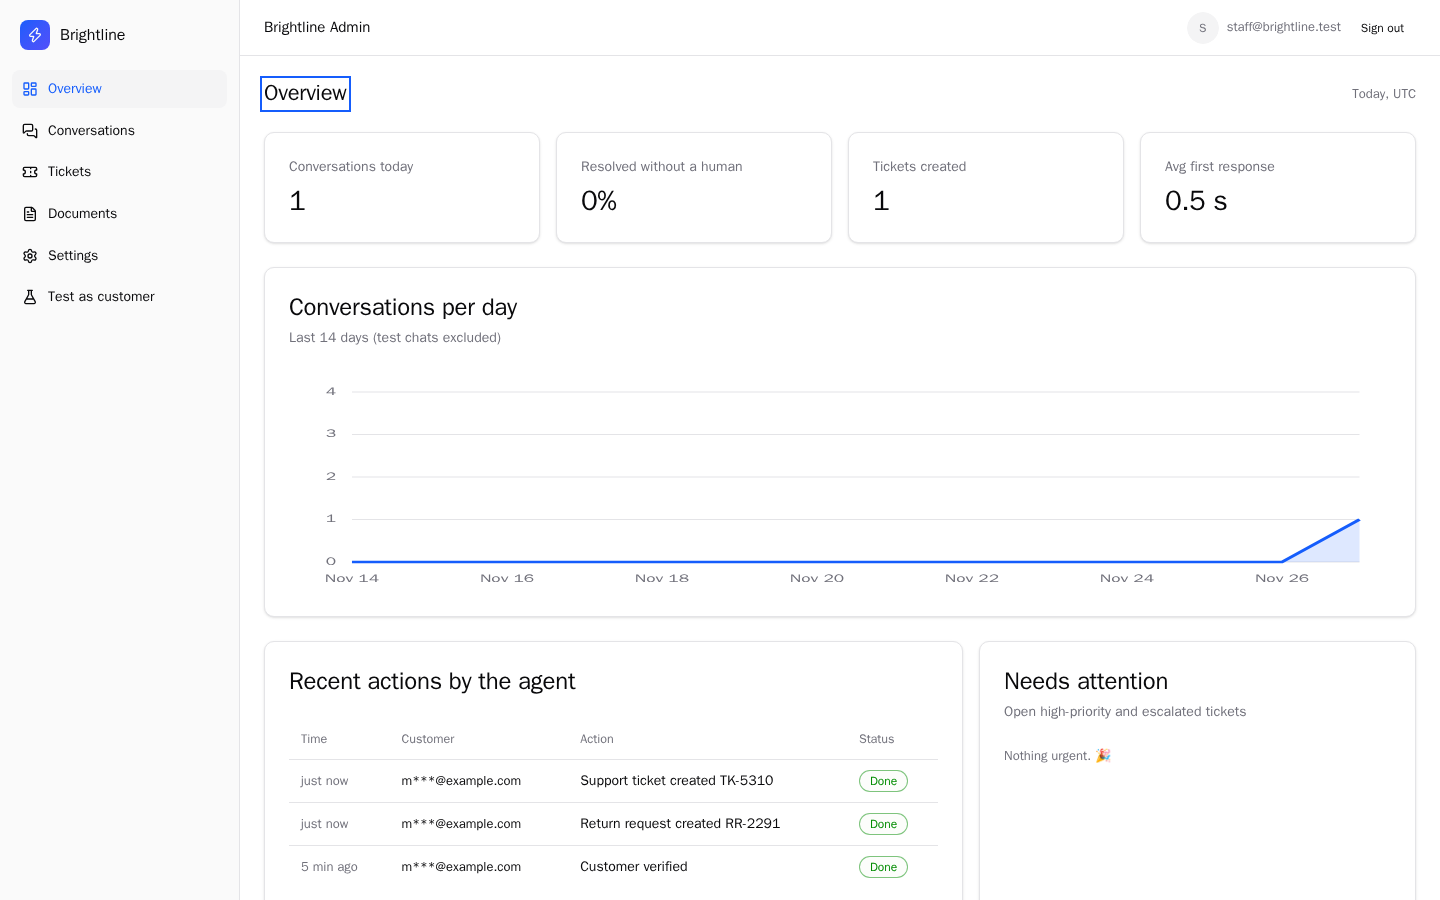 Brightline
Overview
Conversations
Tickets
Documents
Settings
Test as customer
Brightline Admin
S
staff@brightline.test
Sign out
Overview
Today, UTC
Conversations today
1
Resolved without a human
0%
Tickets created
1
Avg first response
0.5 s
Conversations per day
Last 14 days (test chats excluded)
4
3
2
1
0
Nov 14 Nov 16 Nov 18 Nov 20 Nov 22 Nov 24 Nov 26
Recent actions by the agent
Time Customer Action Status
just now m***@example.com Support ticket created TK-5310 Done
just now m***@example.com Return request created RR-2291 Done
5 min ago m***@example.com Customer verified Done
Needs attention
Open high-priority and escalated tickets
Nothing urgent. 🎉